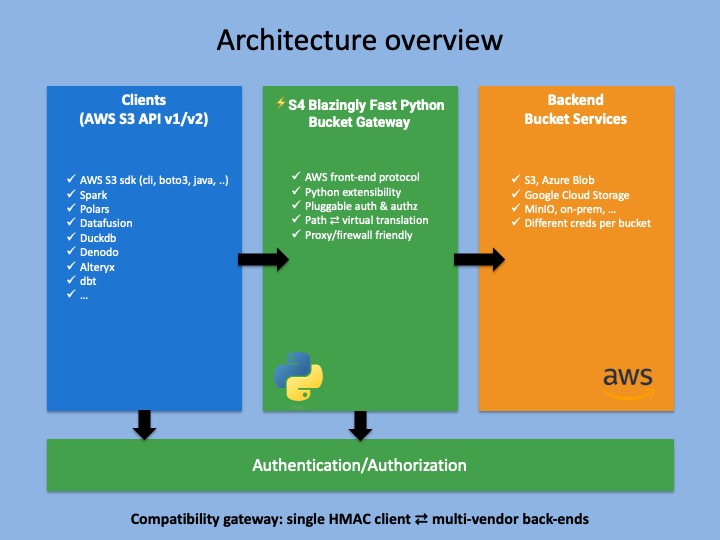 Architecture overview
Clients
(AWS S3 API v1/v2)
✓ AWS S3 sdk (cli, boto3, java, ..)
✓ Spark
✓ Polars
✓ Datafusion
✓ Duckdb
✓ Denodo
✓ Alteryx
✓ dbt
✓ ...
⚡S4 Blazingly Fast Python
Bucket Gateway
✓ AWS front-end protocol
✓ Python extensibility
✓ Pluggable auth & authz
✓ Path ⇄ virtual translation
✓ Proxy/firewall friendly
Backend
Bucket Services
✓ S3, Azure Blob
✓ Google Cloud Storage
✓ MinIO, on-prem, ...
✓ Different creds per bucket
aws
Authentication/Authorization
Compatibility gateway: single HMAC client ⇄ multi-vendor back-ends